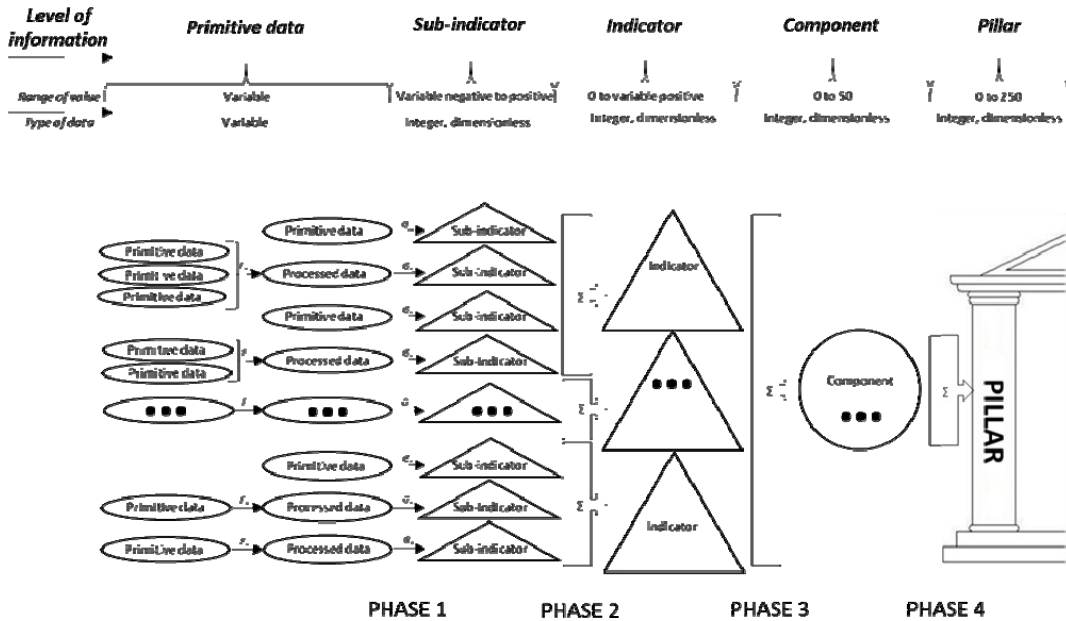 Level of information
Primitive data
Sub-indicator
Indicator
Component
Pillar
Range of value
Variable
Variable negative to positive
0 to variable positive
0 to 50
0 to 250
Type of data
Variable
Integer, dimensionless
Integer, dimensionless
Integer, dimensionless
Integer, dimensionless
Primitive data
Sub-indicator
Primitive data
Primitive data
Primitive data
Processed data
Sub-indicator
Indicator
Primitive data
Sub-indicator
Σ
Primitive data
Primitive data
Processed data
Sub-indicator
Component
Σ
Σ
PILLAR
Σ
Primitive data
Sub-indicator
Primitive data
Processed data
Sub-indicator
Σ
Indicator
Primitive data
Processed data
Sub-indicator
PHASE 1
PHASE 2
PHASE 3
PHASE 4